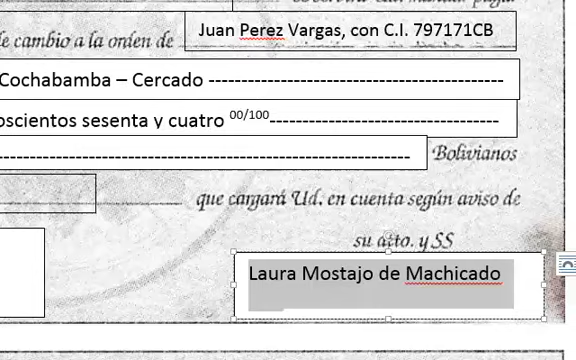 Juan Perez Vargas, con C.I. 797171CB
de cambio a la orden de
Cochabamba – Cercado ------------------------------------------
oscientos sesenta y cuatro 00/100---------------------------------
------------------------------------------------------- Bolivianos
que cargará Ud. en cuenta según aviso de
su atto. y SS
Laura Mostajo de Machicado